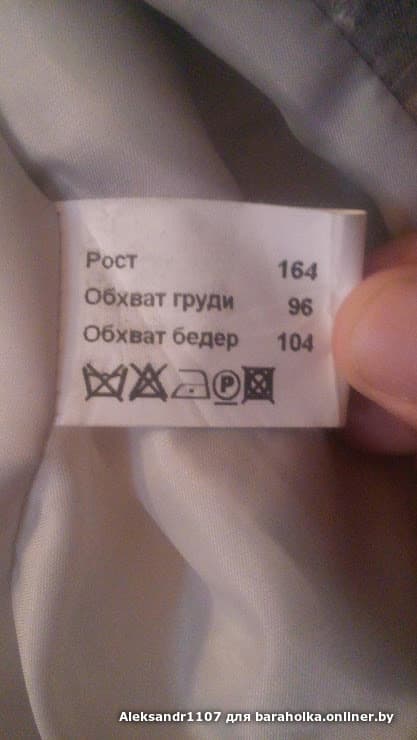 Рост 164
Обхват груди 96
Обхват бедер 104
P
Aleksandr1107 для baraholka.onliner.by